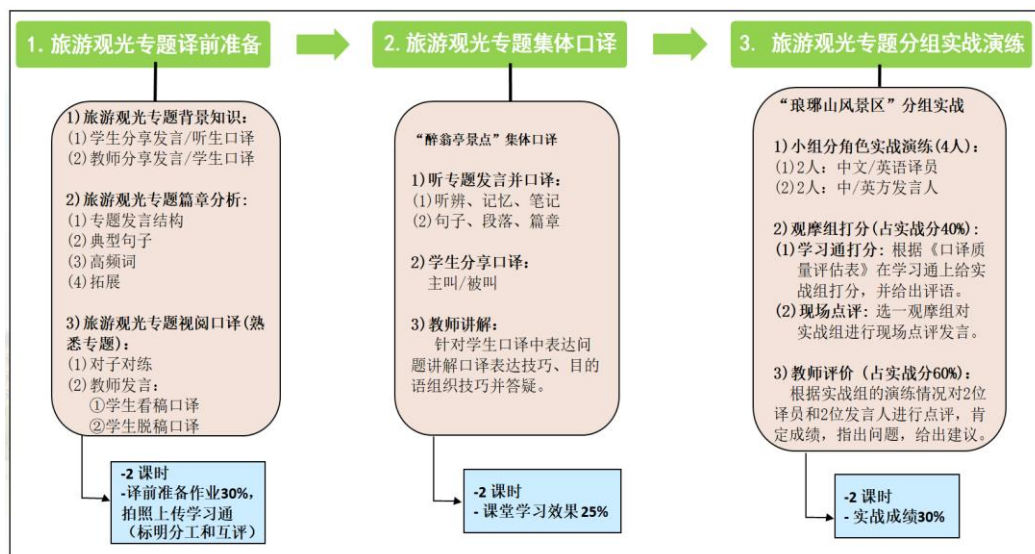 1. 旅游观光专题译前准备
1)旅游观光专题背景知识:
(1)学生分享发言/听生口译
(2)教师分享发言/学生口译
2)旅游观光专题篇章分析:
(1)专题发言结构
(2)典型句子
(3)高频词
(4)拓展
3)旅游观光专题视阅口译(熟
悉专题):
(1)对子对练
(2)教师发言:
①学生看稿口译
②学生脱稿口译
-2 课时
-译前准备作业30%,
拍照上传学习通
(标明分工和互评)
2. 旅游观光专题集体口译
“醉翁亭景点”集体口译
1)听专题发言并口译:
(1)听辨、记忆、笔记
(2)句子、段落、篇章
2)学生分享口译:
主叫/被叫
3)教师讲解:
针对学生口译中表达问
题讲解口译表达技巧、目的
语组织技巧并答疑。
-2 课时
- 课堂学习效果 25%
3. 旅游观光专题分组实战演练
“琅琊山风景区”分组实战
1)小组分角色实战演练(4人):
(1)2人: 中文/英语译员
(2)2人: 中/英方发言人
2)观摩组打分(占实战分40%):
(1)学习通打分: 根据《口译质
量评估表》在学习通上给实
战组打分,并给出评语。
(2)现场点评: 选一观摩组对
实战组进行现场点评发言。
3)教师评价 (占实战分60%):
根据实战组的演练情况对2位
译员和2位发言人进行点评,肯
定成绩,指出问题,给出建议。
-2 课时
- 实战成绩30%